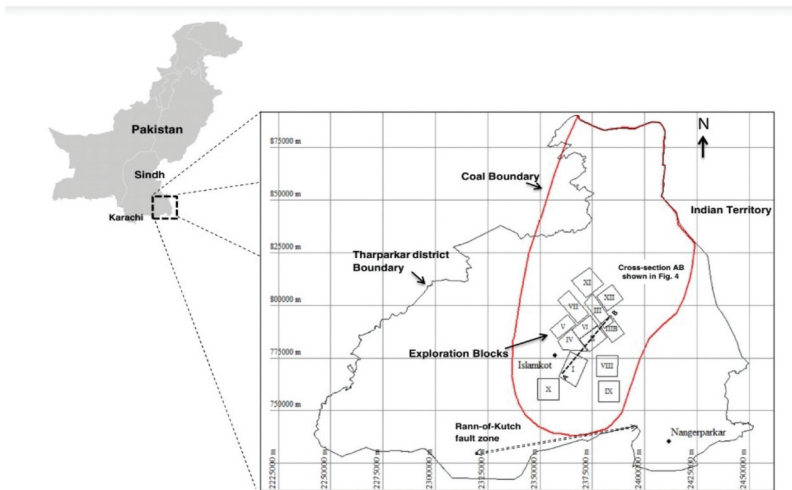 Pakistan
Sindh
Karachi
N
875000 m
850000 m
825000 m
800000 m
775000 m
750000 m
Coal Boundary
Indian Territory
Tharparkar district
Boundary
Cross-section AB
shown in Fig. 4
XI
XII
VII
III
V
VI
B
IIIB
IV
Exploration Blocks
Islamkot
I
A
VIII
X
IX
Rann-of-Kutch
fault zone
Nangerparkar
2225000 m
2250000 m
2275000 m
2300000 m
2325000 m
2350000 m
2375000 m
2400000 m
2425000 m
2450000 m